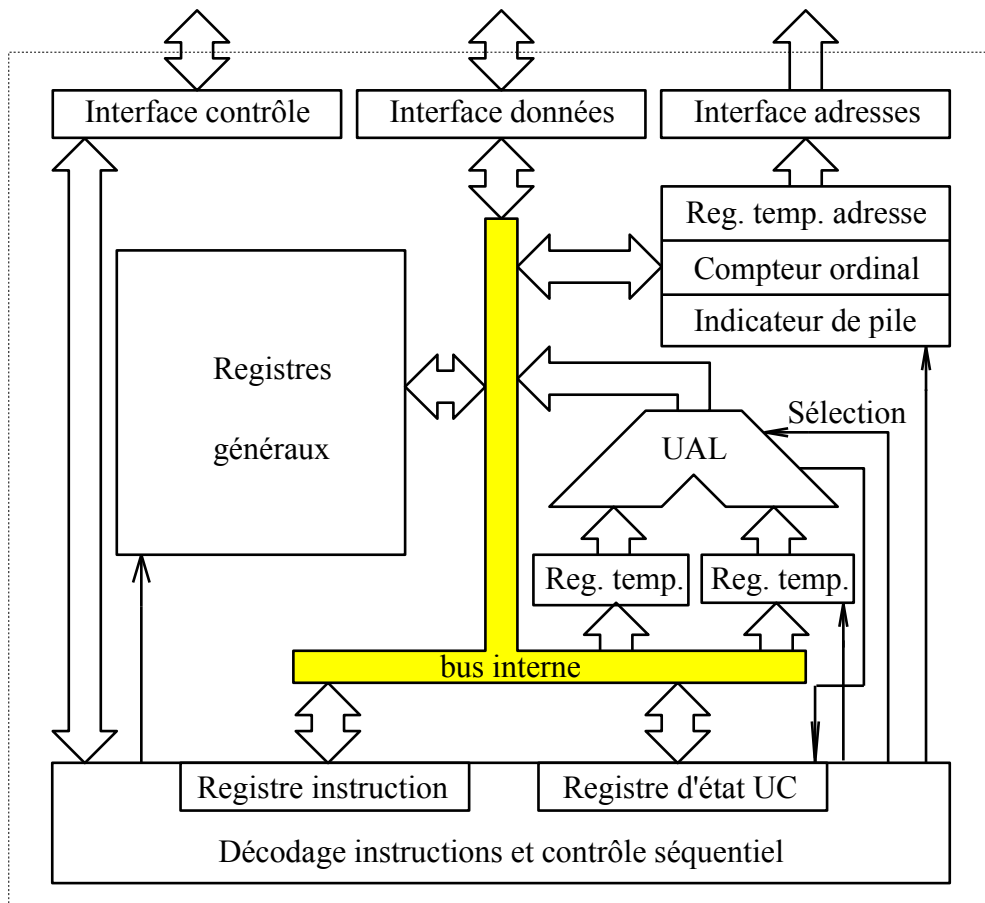 Interface contrôle
Interface données
Interface adresses
Reg. temp. adresse
Compteur ordinal
Indicateur de pile
Registres
généraux
Sélection
UAL
Reg. temp.
Reg. temp.
bus interne
Registre instruction
Registre d'état UC
Décodage instructions et contrôle séquentiel